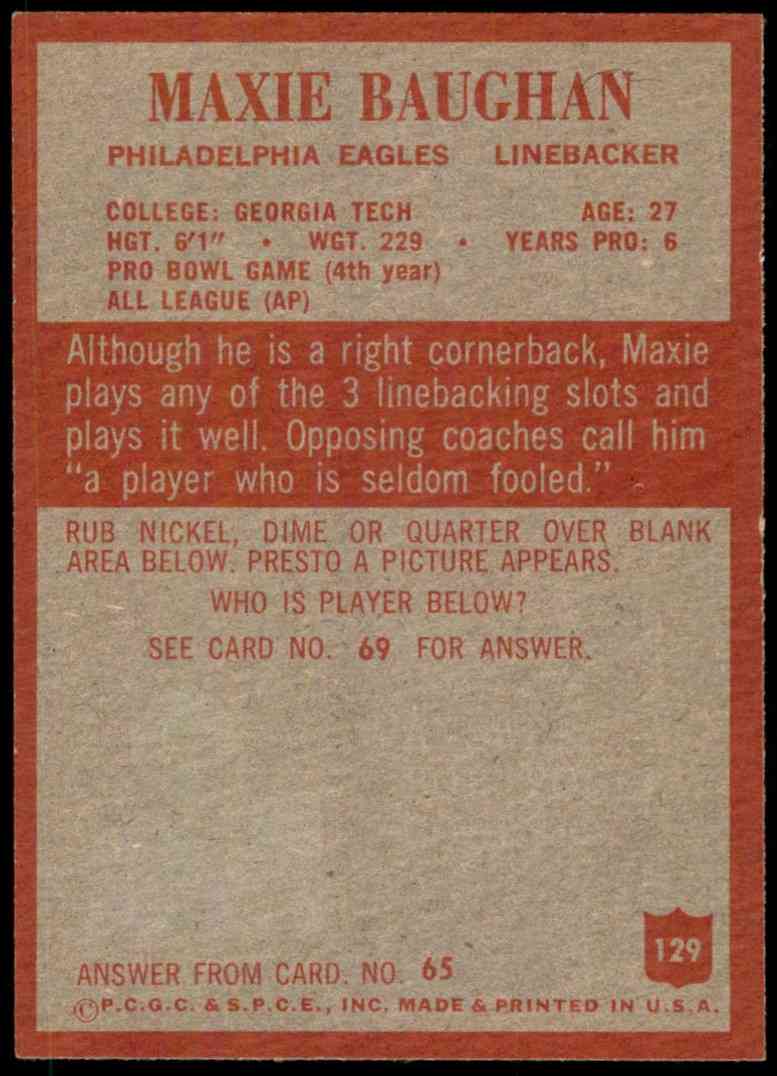 MAXIE BAUGHAN
PHILADELPHIA EAGLES LINEBACKER
COLLEGE: GEORGIA TECH AGE: 27
HGT. 6'1" • WGT. 229 • YEARS PRO: 6
PRO BOWL GAME (4th year)
ALL LEAGUE (AP)
Although he is a right cornerback, Maxie
plays any of the 3 linebacking slots and
plays it well. Opposing coaches call him
"a player who is seldom fooled."
RUB NICKEL, DIME OR QUARTER OVER BLANK
AREA BELOW. PRESTO A PICTURE APPEARS.
WHO IS PLAYER BELOW?
SEE CARD NO. 69 FOR ANSWER.
129
ANSWER FROM CARD. NO. 65
©P.C.G.C. & S.P.C.E., INC. MADE & PRINTED IN U.S.A.